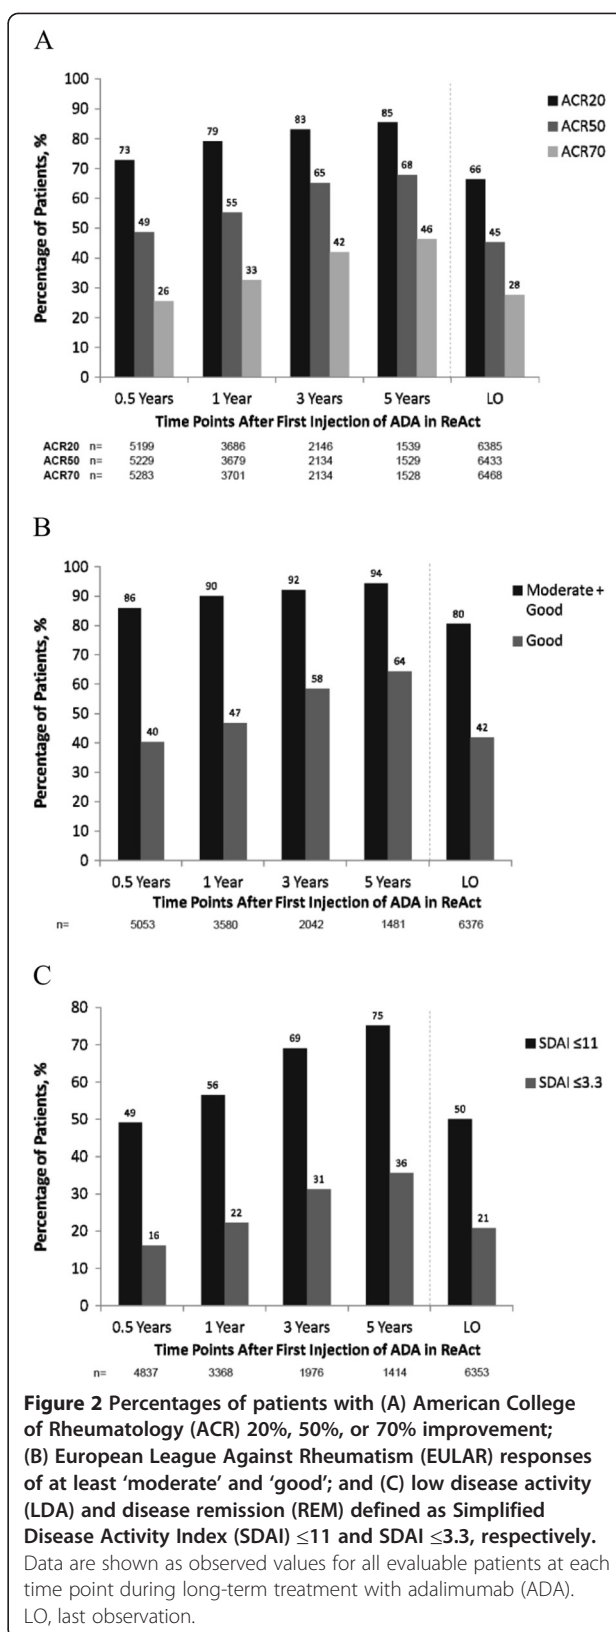 A
100
90
80
70
60
50
40
30
20
10
0
Percentage of Patients, %
73 49 26 79 55 33 83 65 42 85 68 46 66 45 28
ACR20
ACR50
ACR70
0.5 Years 1 Year 3 Years 5 Years LO
Time Points After First Injection of ADA in ReAct
ACR20 n= 5199 3686 2146 1539 6385
ACR50 n= 5229 3679 2134 1529 6433
ACR70 n= 5283 3701 2134 1528 6468
B
100
90
80
70
60
50
40
30
20
10
0
Percentage of Patients, %
86 40 90 47 92 58 94 64 80 42
Moderate +
Good
Good
0.5 Years 1 Year 3 Years 5 Years LO
Time Points After First Injection of ADA in ReAct
n= 5053 3580 2042 1481 6376
C
80
70
60
50
40
30
20
10
0
Percentage of Patients, %
49 16 56 22 69 31 75 36 50 21
SDAI ≤11
SDAI ≤3.3
0.5 Years 1 Year 3 Years 5 Years LO
Time Points After First Injection of ADA in ReAct
n= 4837 3368 1976 1414 6353
Figure 2 Percentages of patients with (A) American College
of Rheumatology (ACR) 20%, 50%, or 70% improvement;
(B) European League Against Rheumatism (EULAR) responses
of at least ‘moderate’ and ‘good’; and (C) low disease activity
(LDA) and disease remission (REM) defined as Simplified
Disease Activity Index (SDAI) ≤11 and SDAI ≤3.3, respectively.
Data are shown as observed values for all evaluable patients at each
time point during long-term treatment with adalimumab (ADA).
LO, last observation.